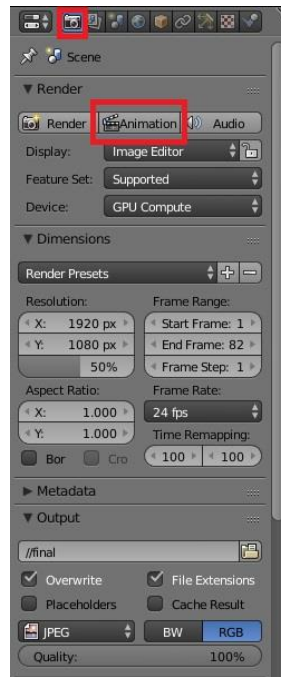 Scene
Render
Render Animation Audio
Display: Image Editor
Feature Set: Supported
Device: GPU Compute
Dimensions
Render Presets
Resolution: Frame Range:
X: 1920 px Start Frame: 1
Y: 1080 px End Frame: 82
50% Frame Step: 1
Aspect Ratio: Frame Rate:
X: 1.000 24 fps
Y: 1.000 Time Remapping:
Bor Cro 100 100
Metadata
Output
//final
Overwrite File Extensions
Placeholders Cache Result
JPEG BW RGB
Quality: 100%